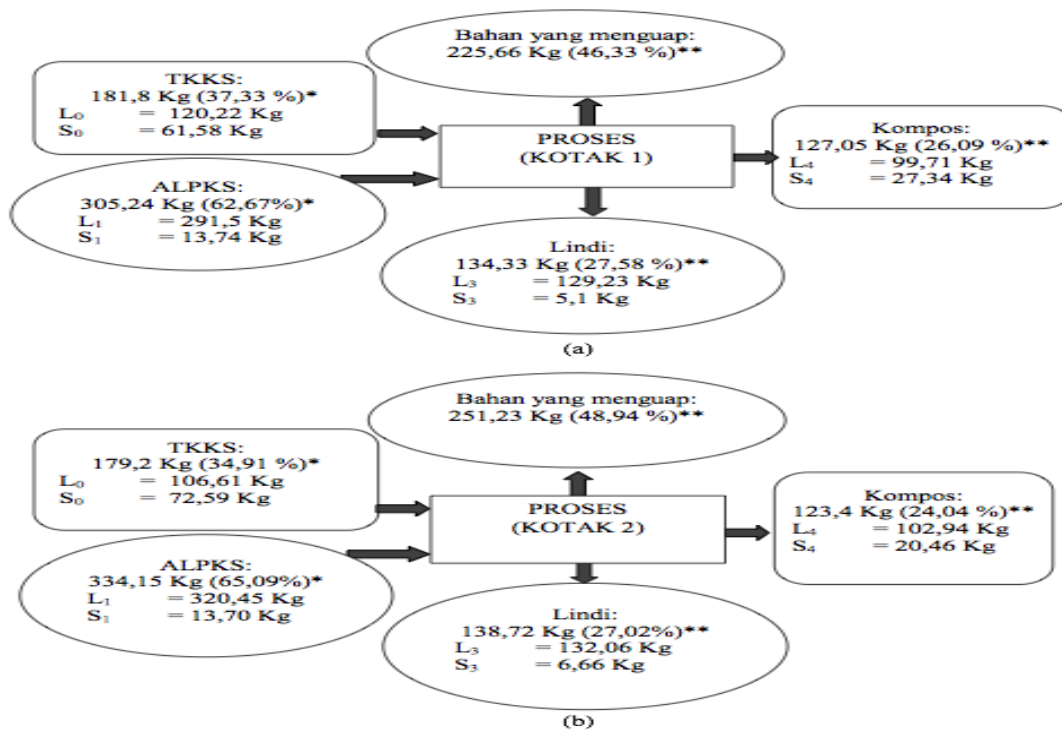 Bahan yang menguap:
225,66 Kg (46,33 %)**
TKKS:
181,8 Kg (37,33 %)*
L₀ = 120,22 Kg
S₀ = 61,58 Kg
PROSES
(KOTAK 1)
Kompos:
127,05 Kg (26,09 %)**
L₄ = 99,71 Kg
S₄ = 27,34 Kg
ALPKS:
305,24 Kg (62,67%)*
L₁ = 291,5 Kg
S₁ = 13,74 Kg
Lindi:
134,33 Kg (27,58 %)**
L₃ = 129,23 Kg
S₃ = 5,1 Kg
(a)
Bahan yang menguap:
251,23 Kg (48,94 %)**
TKKS:
179,2 Kg (34,91 %)*
L₀ = 106,61 Kg
S₀ = 72,59 Kg
PROSES
(KOTAK 2)
Kompos:
123,4 Kg (24,04 %)**
L₄ = 102,94 Kg
S₄ = 20,46 Kg
ALPKS:
334,15 Kg (65,09%)*
L₁ = 320,45 Kg
S₁ = 13,70 Kg
Lindi:
138,72 Kg (27,02%)**
L₃ = 132,06 Kg
S₃ = 6,66 Kg
(b)